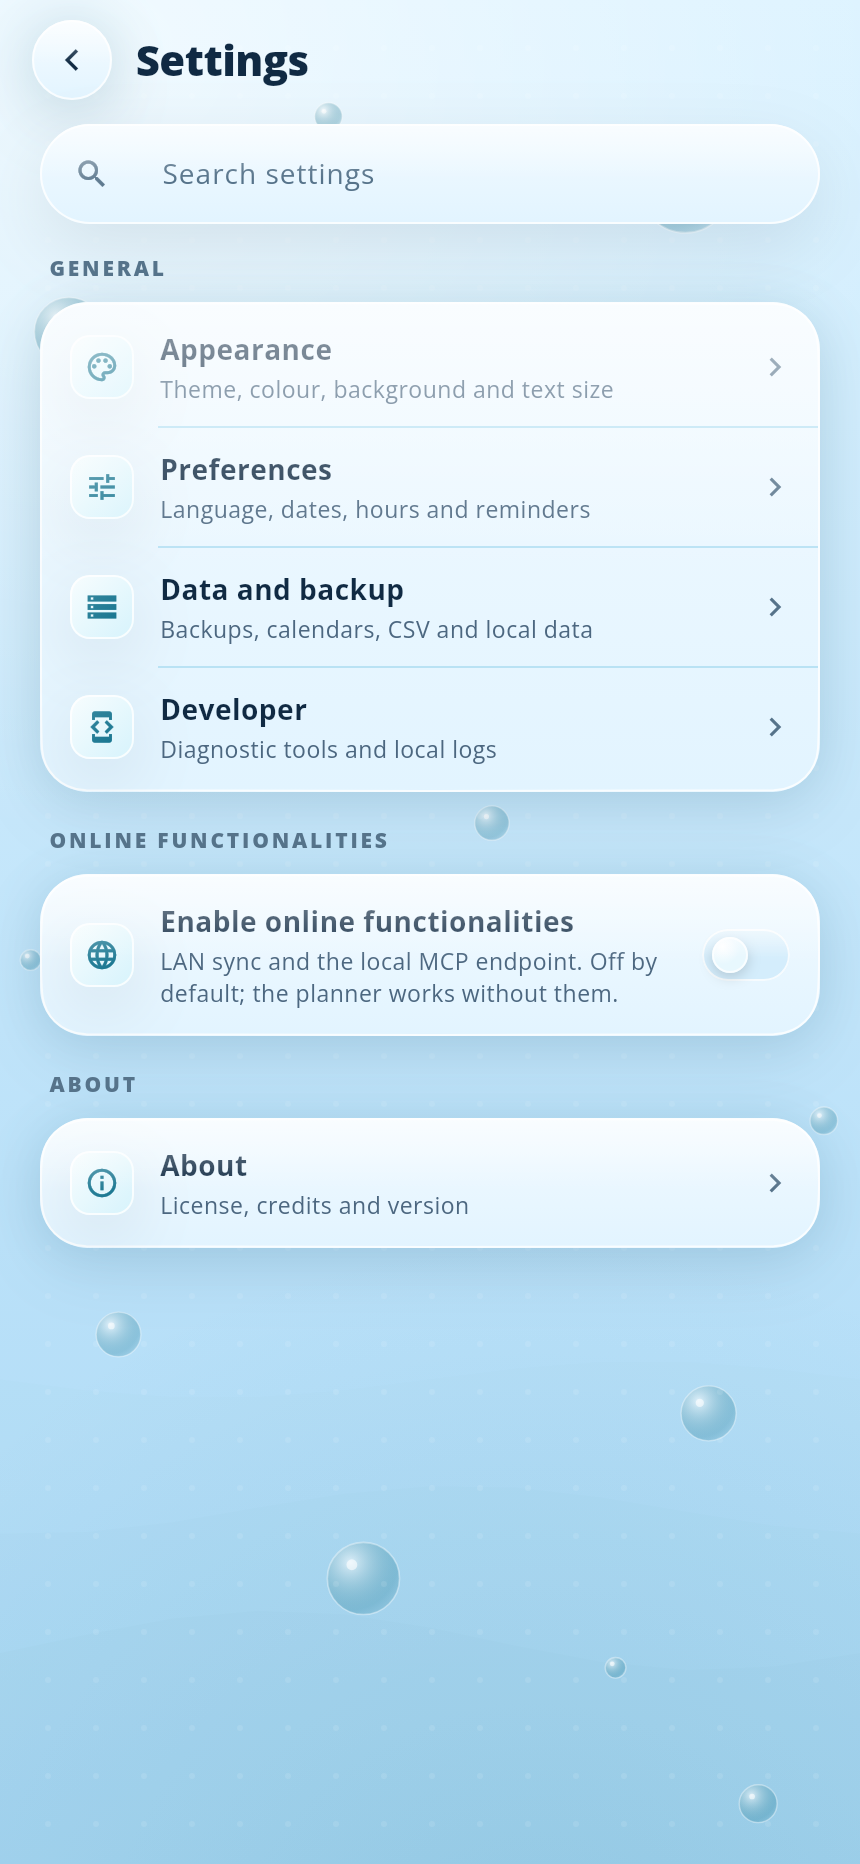 Settings
Search settings
GENERAL
Appearance
Theme, colour, background and text size
Preferences
Language, dates, hours and reminders
Data and backup
Backups, calendars, CSV and local data
Developer
Diagnostic tools and local logs
ONLINE FUNCTIONALITIES
Enable online functionalities
LAN sync and the local MCP endpoint. Off by
default; the planner works without them.
ABOUT
About
License, credits and version